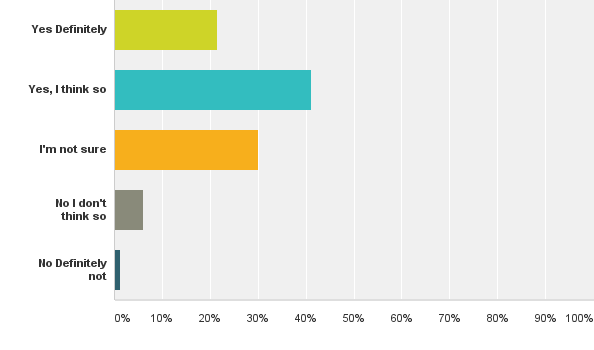 Yes Definitely
Yes, I think so
I'm not sure
No I don't
think so
No Definitely
not
0% 10% 20% 30% 40% 50% 60% 70% 80% 90% 100%